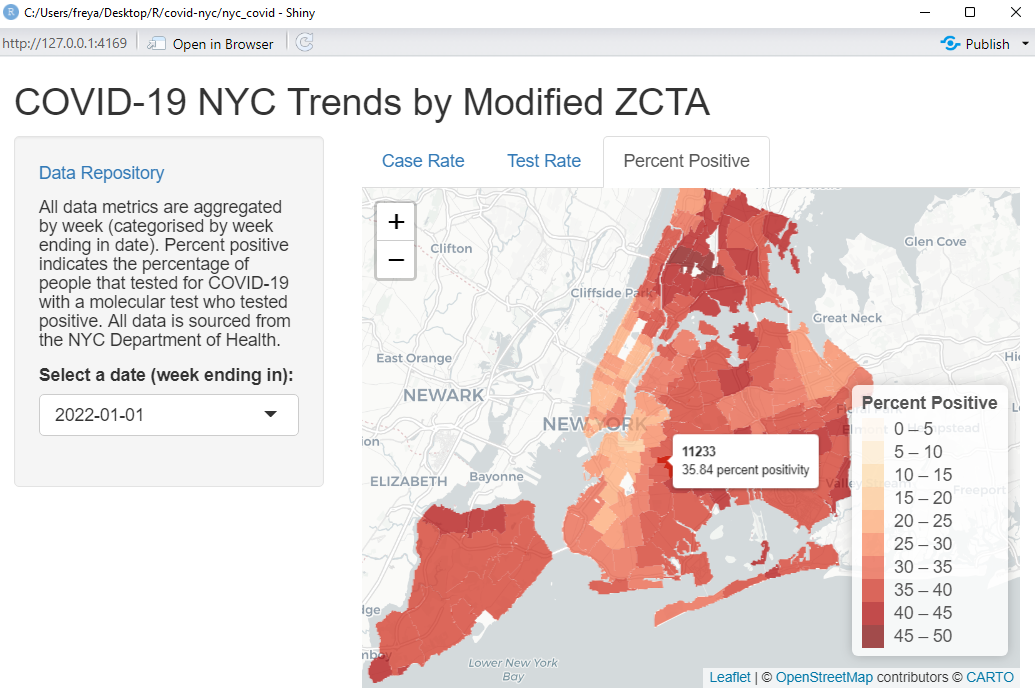 C:/Users/freya/Desktop/R/covid-nyc/nyc_covid - Shiny
http://127.0.0.1:4169
Open in Browser
Publish
COVID-19 NYC Trends by Modified ZCTA
Data Repository
All data metrics are aggregated
by week (categorised by week
ending in date). Percent positive
indicates the percentage of
people that tested for COVID-19
with a molecular test who tested
positive. All data is sourced from
the NYC Department of Health.
Select a date (week ending in):
2022-01-01
Case Rate
Test Rate
Percent Positive
+
−
Clifton
Glen Cove
Cliffside Park
Great Neck
East Orange
NEWARK
NEW YORK
ELIZABETH
Bayonne
Valley Stream
Freeport
Lower New York
Bay
11233
35.84 percent positivity
Percent Positive
0 – 5
5 – 10
10 – 15
15 – 20
20 – 25
25 – 30
30 – 35
35 – 40
40 – 45
45 – 50
Leaflet | © OpenStreetMap contributors © CARTO